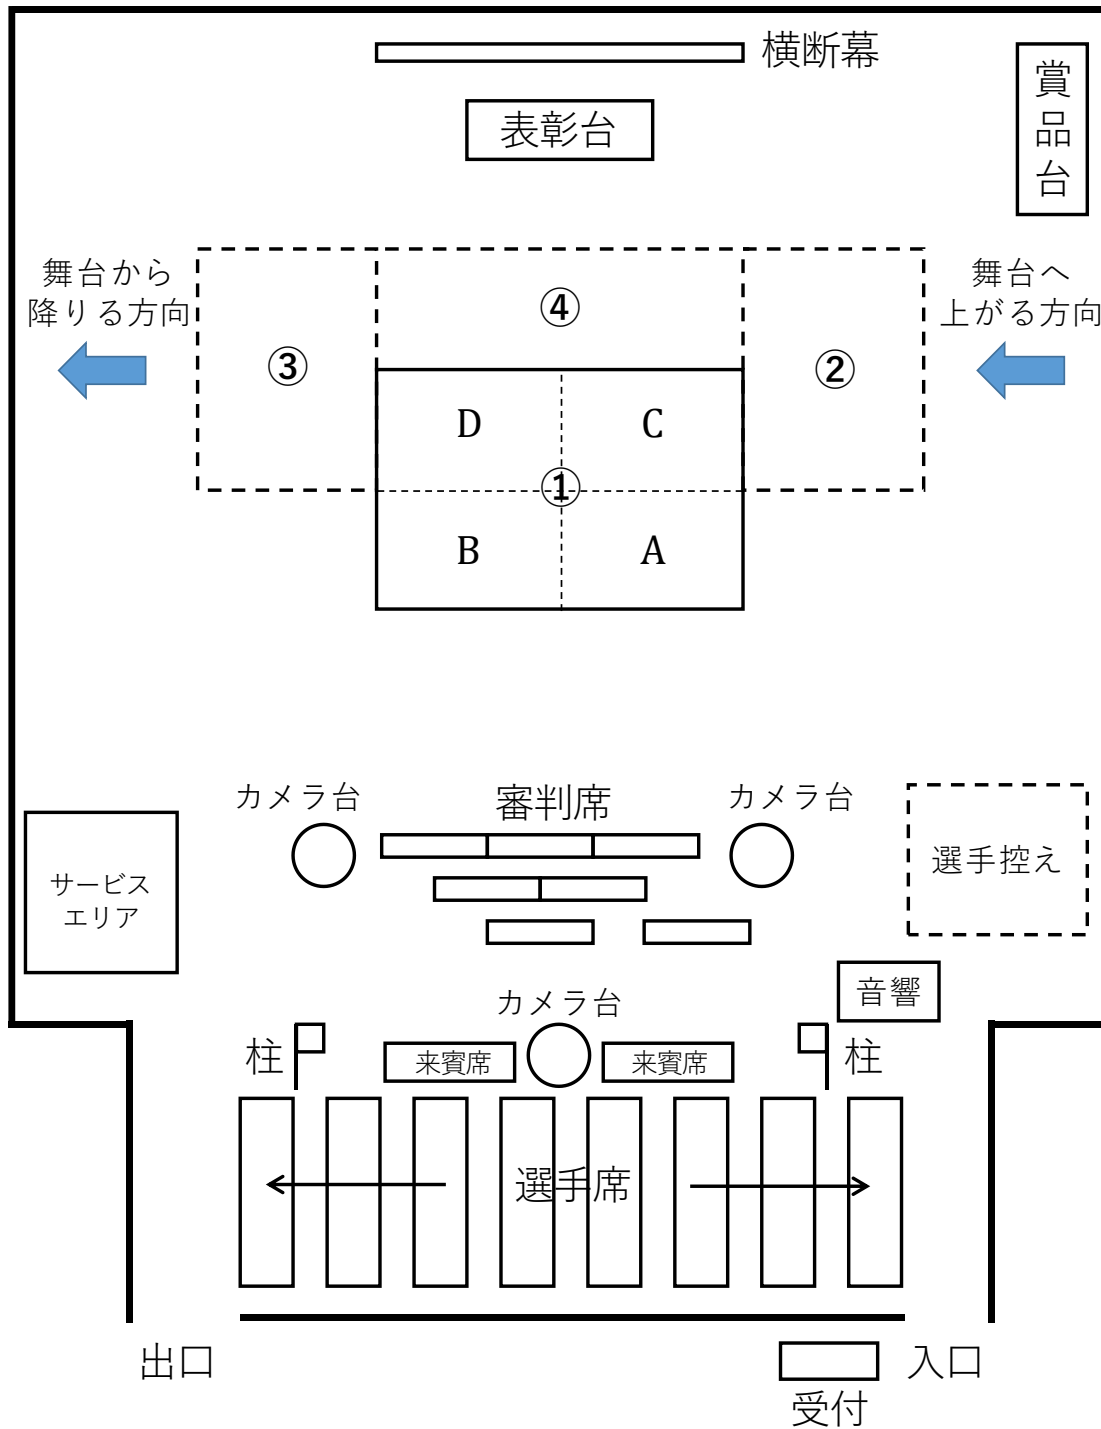 横断幕
賞品台
表彰台
舞台から
降りる方向
舞台へ
上がる方向
④
③
②
D
C
①
B
A
カメラ台
審判席
カメラ台
サービス
エリア
選手控え
音響
カメラ台
柱
来賓席
来賓席
柱
選手席
出口
入口
受付